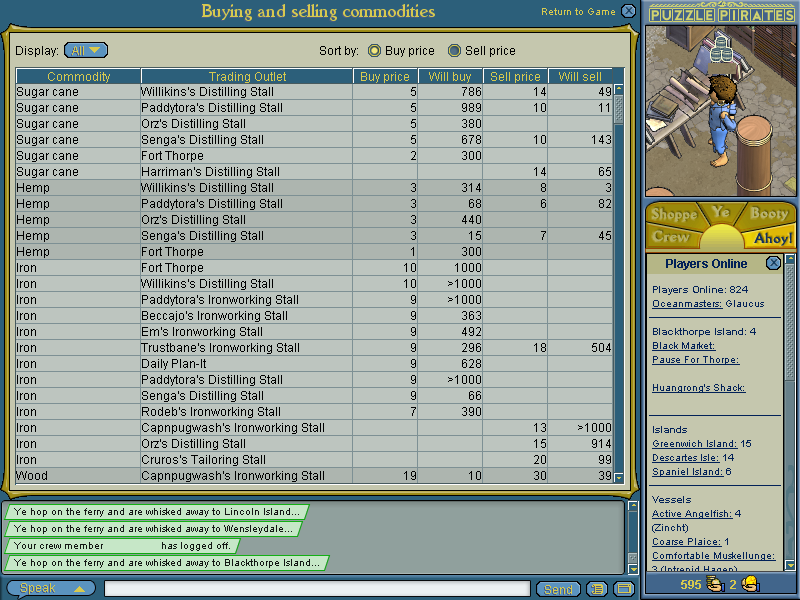 Buying and selling commodities
Return to Game
PUZZLE PIRATES
Display: All
Sort by: Buy price Sell price
Commodity Trading Outlet Buy price Will buy Sell price Will sell
Sugar cane Willikins's Distilling Stall 5 786 14 49
Sugar cane Paddytora's Distilling Stall 5 989 10 11
Sugar cane Orz's Distilling Stall 5 380
Sugar cane Senga's Distilling Stall 5 678 10 143
Sugar cane Fort Thorpe 2 300
Sugar cane Harriman's Distilling Stall 14 65
Hemp Willikins's Distilling Stall 3 314 8 3
Hemp Paddytora's Distilling Stall 3 68 6 82
Hemp Orz's Distilling Stall 3 440
Hemp Senga's Distilling Stall 3 15 7 45
Hemp Fort Thorpe 1 300
Iron Fort Thorpe 10 1000
Iron Willikins's Distilling Stall 10 >1000
Iron Paddytora's Ironworking Stall 9 >1000
Iron Beccajo's Ironworking Stall 9 363
Iron Em's Ironworking Stall 9 492
Iron Trustbane's Ironworking Stall 9 296 18 504
Iron Daily Plan-It 9 628
Iron Paddytora's Distilling Stall 9 >1000
Iron Senga's Distilling Stall 9 66
Iron Rodeb's Ironworking Stall 7 390
Iron Capnpugwash's Ironworking Stall 13 >1000
Iron Orz's Distilling Stall 15 914
Iron Cruros's Tailoring Stall 20 99
Wood Capnpugwash's Ironworking Stall 19 10 30 39
Ye hop on the ferry and are whisked away to Lincoln Island...
Ye hop on the ferry and are whisked away to Wensleydale...
Your crew member has logged off.
Ye hop on the ferry and are whisked away to Blackthorpe Island...
Speak
Send
Shoppe Ye Booty
Crew Ahoy!
Players Online
Players Online: 824
Oceanmasters: Glaucus
Blackthorpe Island: 4
Black Market:
Pause For Thorpe:
Huangrong's Shack:
Islands
Greenwich Island: 15
Descartes Isle: 14
Spaniel Island: 6
Vessels
Active Angelfish: 4
(Zincht)
Coarse Plaice: 1
Comfortable Muskellunge:
3 (Intrepid Hagen)
595 2